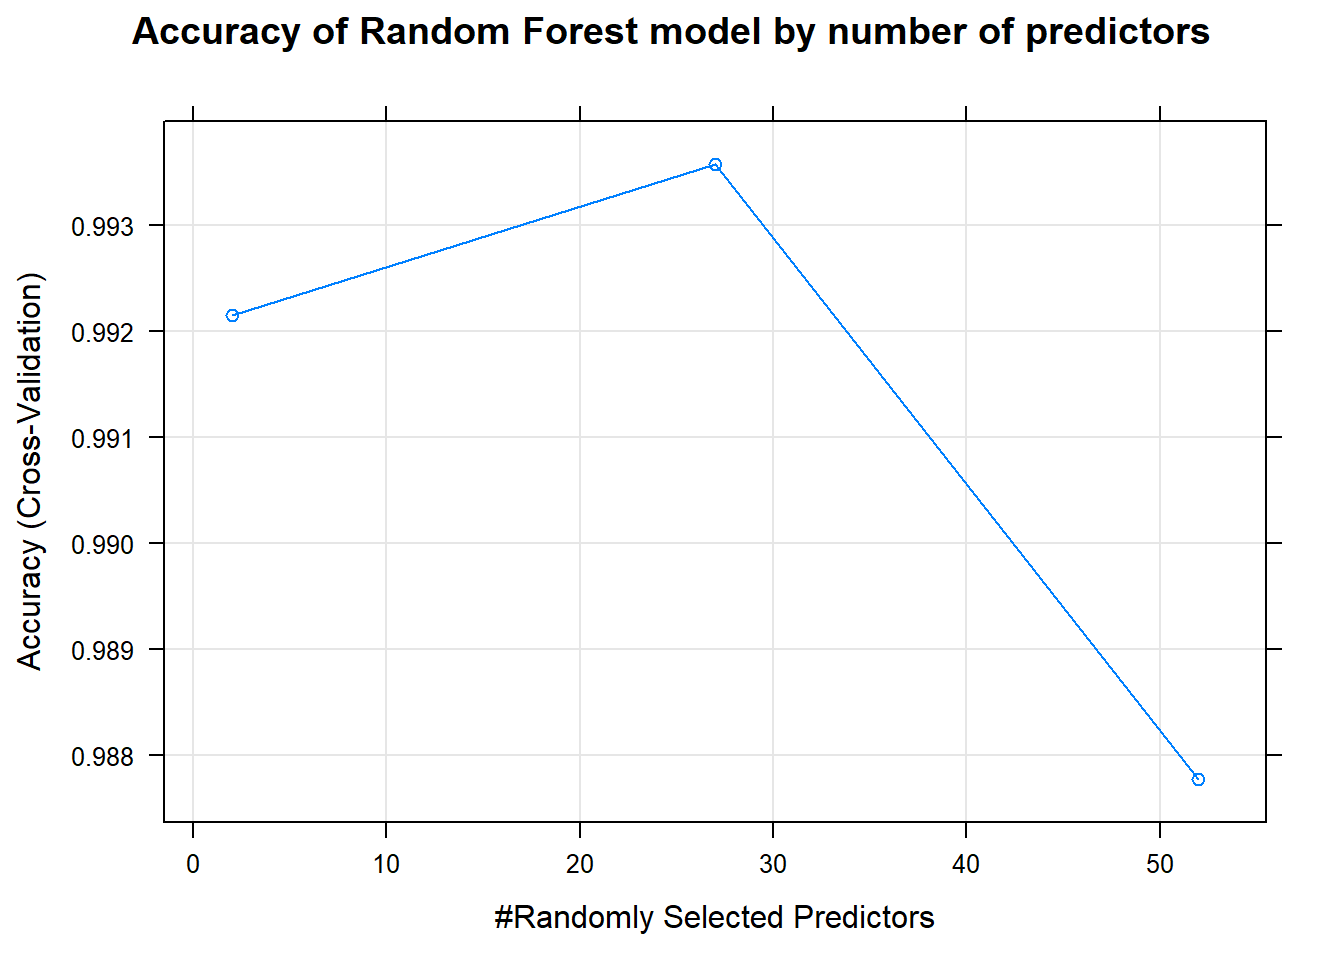 Accuracy of Random Forest model by number of predictors
Accuracy (Cross-Validation)
0.993
0.992
0.991
0.990
0.989
0.988
0 10 20 30 40 50
#Randomly Selected Predictors